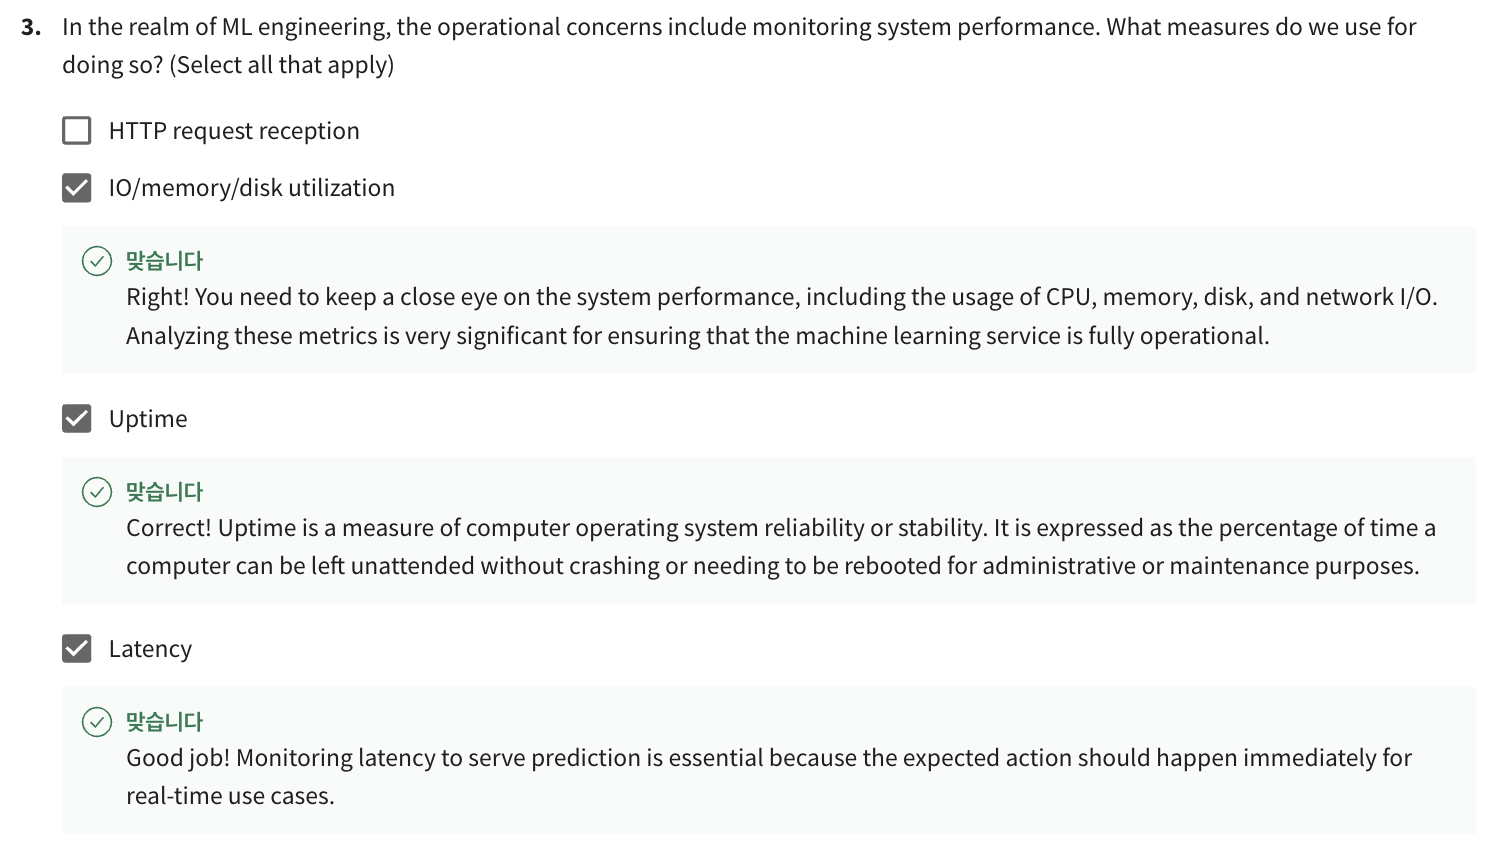 3. In the realm of ML engineering, the operational concerns include monitoring system performance. What measures do we use for
doing so? (Select all that apply)
HTTP request reception
IO/memory/disk utilization
맞습니다
Right! You need to keep a close eye on the system performance, including the usage of CPU, memory, disk, and network I/O.
Analyzing these metrics is very significant for ensuring that the machine learning service is fully operational.
Uptime
맞습니다
Correct! Uptime is a measure of computer operating system reliability or stability. It is expressed as the percentage of time a
computer can be left unattended without crashing or needing to be rebooted for administrative or maintenance purposes.
Latency
맞습니다
Good job! Monitoring latency to serve prediction is essential because the expected action should happen immediately for
real-time use cases.